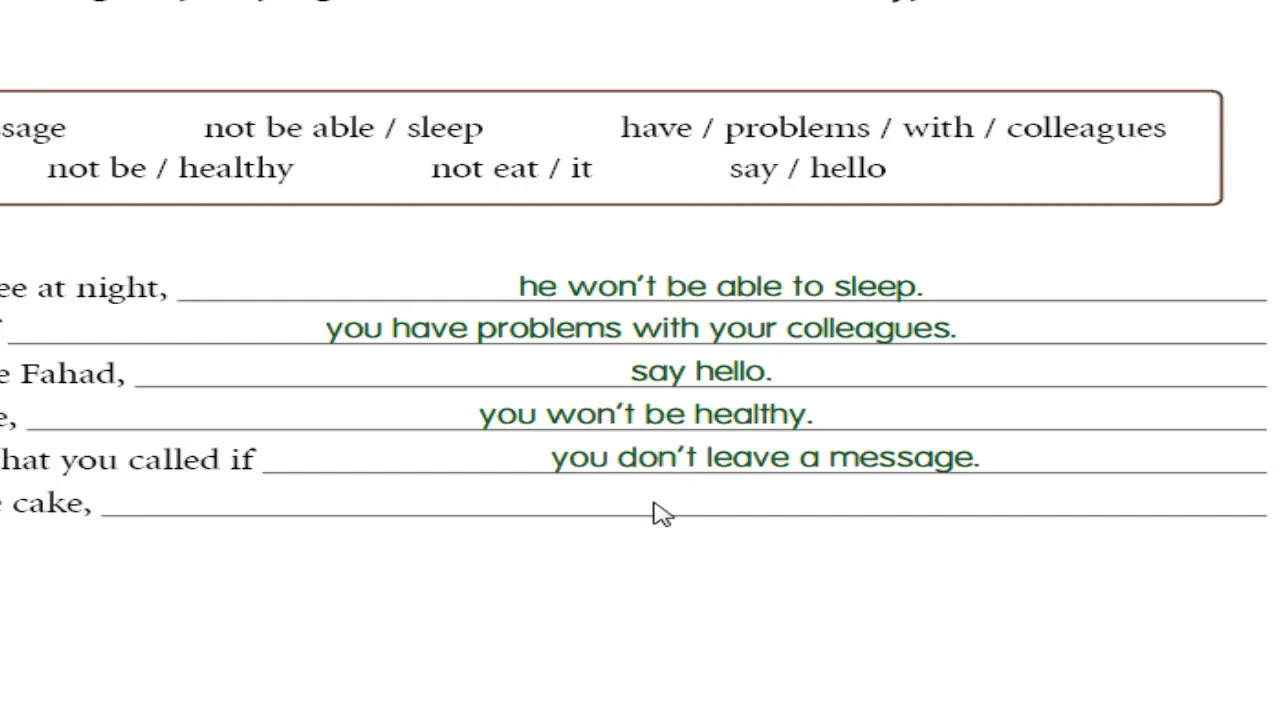 ssage not be able / sleep have / problems / with / colleagues
not be / healthy not eat / it say / hello
ee at night, he won't be able to sleep.
you have problems with your colleagues.
e Fahad, say hello.
e, you won't be healthy.
hat you called if you don't leave a message.
e cake,